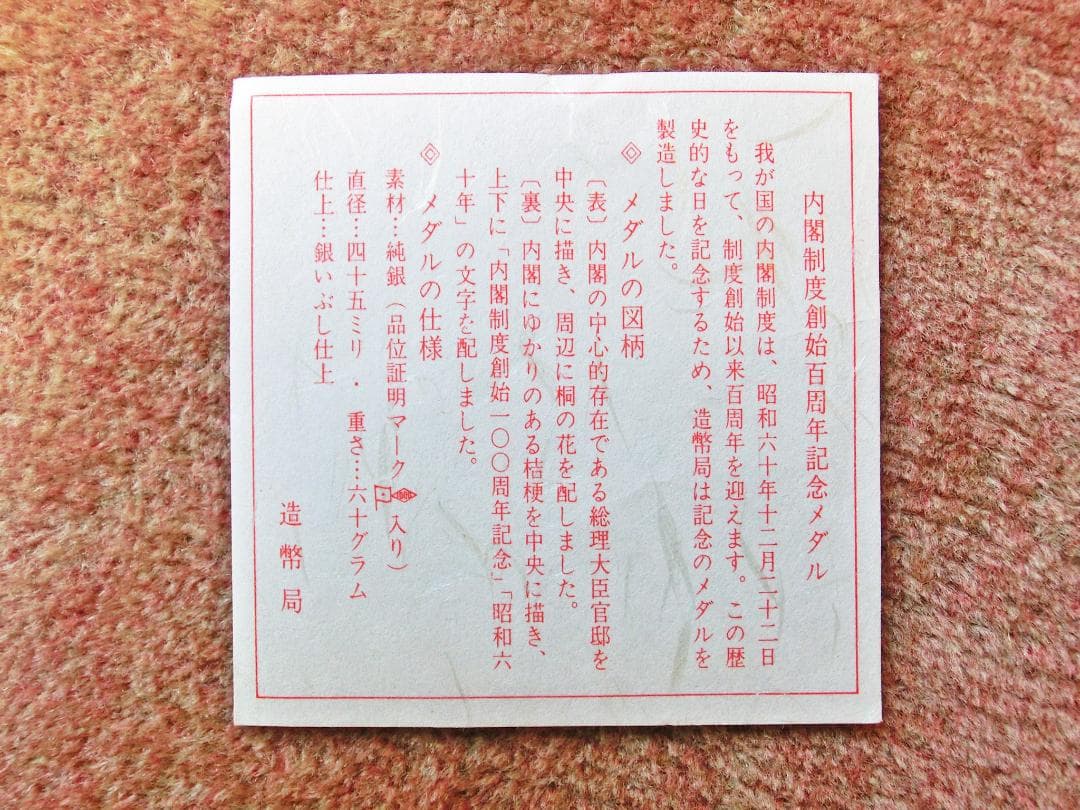 内閣制度創始百周年記念メダル
我が国の内閣制度は、昭和六十年十二月二十二日
をもって、制度創始以来百周年を迎えます。この歴
史的な日を記念するため、造幣局は記念のメダルを
製造しました。
◈ メダルの図柄
〔表〕内閣の中心的存在である総理大臣官邸を
中央に描き、周辺に桐の花を配しました。
〔裏〕内閣にゆかりのある桔梗を中央に描き、
上下に「内閣制度創始一〇〇周年記念」「昭和六
十年」の文字を配しました。
◈ メダルの仕様
素材…純銀（品位証明マーク入り）
直径…四十五ミリ・重さ…六十グラム
仕上…銀いぶし仕上
造幣局